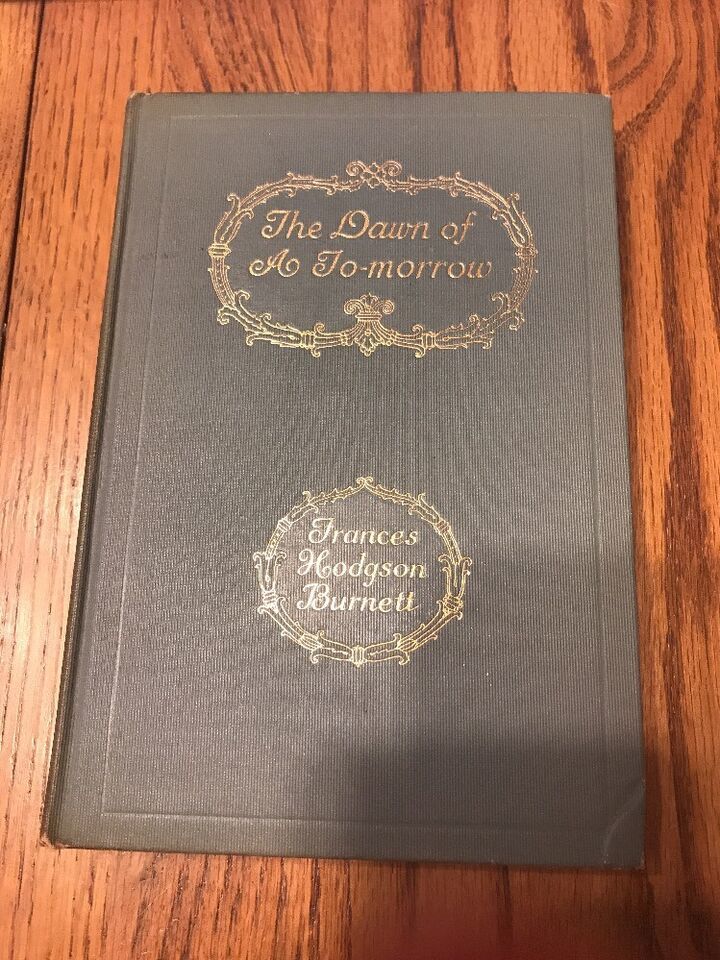 The Dawn of
A To-morrow
Frances
Hodgson
Burnett